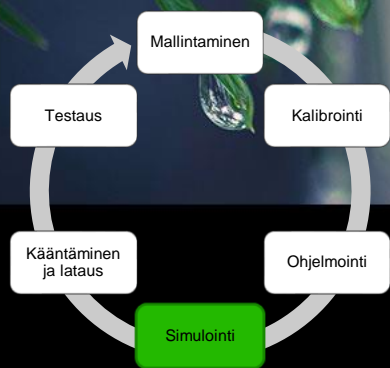 Mallintaminen
Kalibrointi
Ohjelmointi
Simulointi
Kääntäminen
ja lataus
Testaus